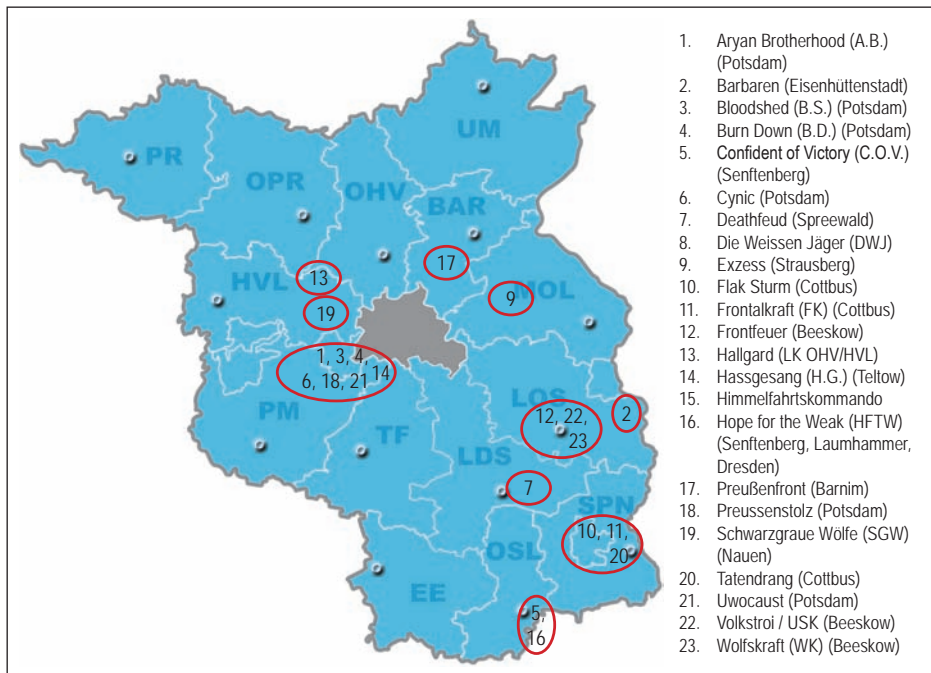 UM
PR
OPR
OHV
BAR
17
13
HVL
MOL
9
19
1, 3, 4,
14
6, 18, 21
PM
TF
LOS
2
12, 22,
23
LDS
7
SPN
10, 11,
20
OSL
EE
5,
16
1. Aryan Brotherhood (A.B.)
(Potsdam)
2. Barbaren (Eisenhüttenstadt)
3. Bloodshed (B.S.) (Potsdam)
4. Burn Down (B.D.) (Potsdam)
5. Confident of Victory (C.O.V.)
(Senftenberg)
6. Cynic (Potsdam)
7. Deathfeud (Spreewald)
8. Die Weissen Jäger (DWJ)
9. Exzess (Strausberg)
10. Flak Sturm (Cottbus)
11. Frontalkraft (FK) (Cottbus)
12. Frontfeuer (Beeskow)
13. Hallgard (LK OHV/HVL)
14. Hassgesang (H.G.) (Teltow)
15. Himmelfahrtskommando
16. Hope for the Weak (HFTW)
(Senftenberg, Laumhammer,
Dresden)
17. Preußenfront (Barnim)
18. Preussenstolz (Potsdam)
19. Schwarzgraue Wölfe (SGW)
(Nauen)
20. Tatendrang (Cottbus)
21. Uwocaust (Potsdam)
22. Volkstroi / USK (Beeskow)
23. Wolfskraft (WK) (Beeskow)